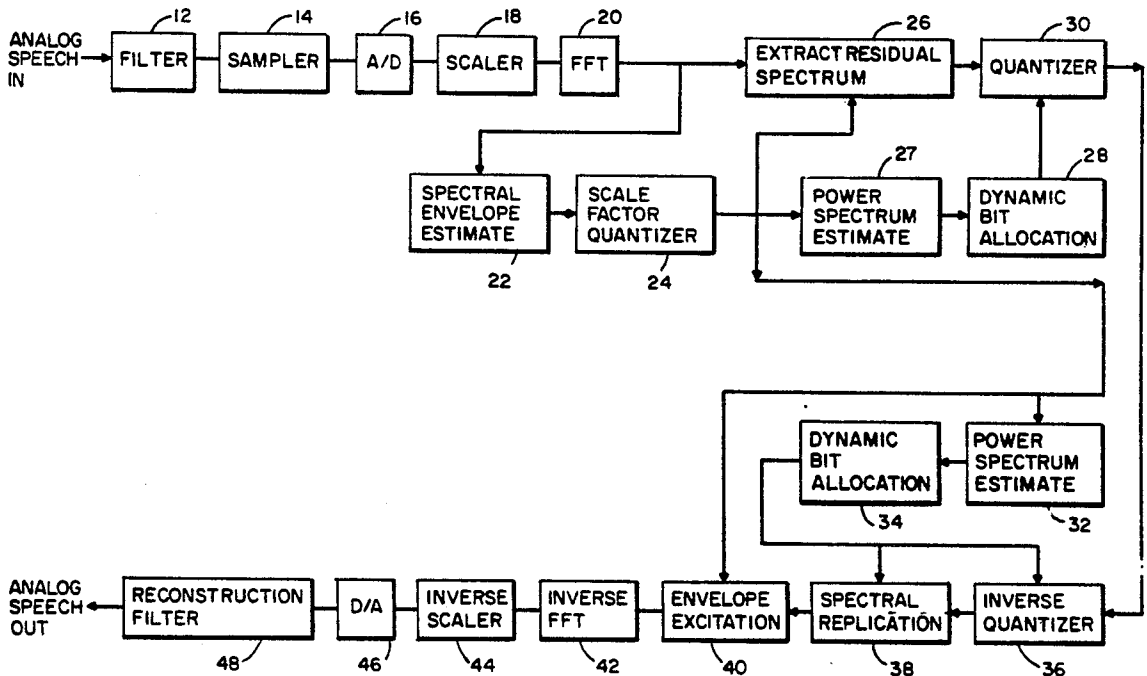 12
14
16
18
20
26
30
ANALOG
SPEECH
IN
FILTER
SAMPLER
A/D
SCALER
FFT
EXTRACT RESIDUAL
SPECTRUM
QUANTIZER
27
28
SPECTRAL
ENVELOPE
ESTIMATE
SCALE
FACTOR
QUANTIZER
POWER
SPECTRUM
ESTIMATE
DYNAMIC
BIT
ALLOCATION
22
24
DYNAMIC
BIT
ALLOCATION
POWER
SPECTRUM
ESTIMATE
34
32
ANALOG
SPEECH
OUT
RECONSTRUCTION
FILTER
D/A
INVERSE
SCALER
INVERSE
FFT
ENVELOPE
EXCITATION
SPECTRAL
REPLICATION
INVERSE
QUANTIZER
48
46
44
42
40
38
36